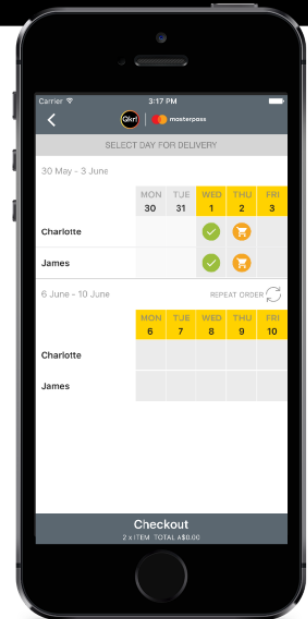 Carrier 3:17 PM
Qkr! masterpass
SELECT DAY FOR DELIVERY
30 May - 3 June
MON TUE WED THU FRI
30 31 1 2 3
Charlotte
James
6 June - 10 June REPEAT ORDER
MON TUE WED THU FRI
6 7 8 9 10
Charlotte
James
Checkout
2 x ITEM TOTAL A$0.00